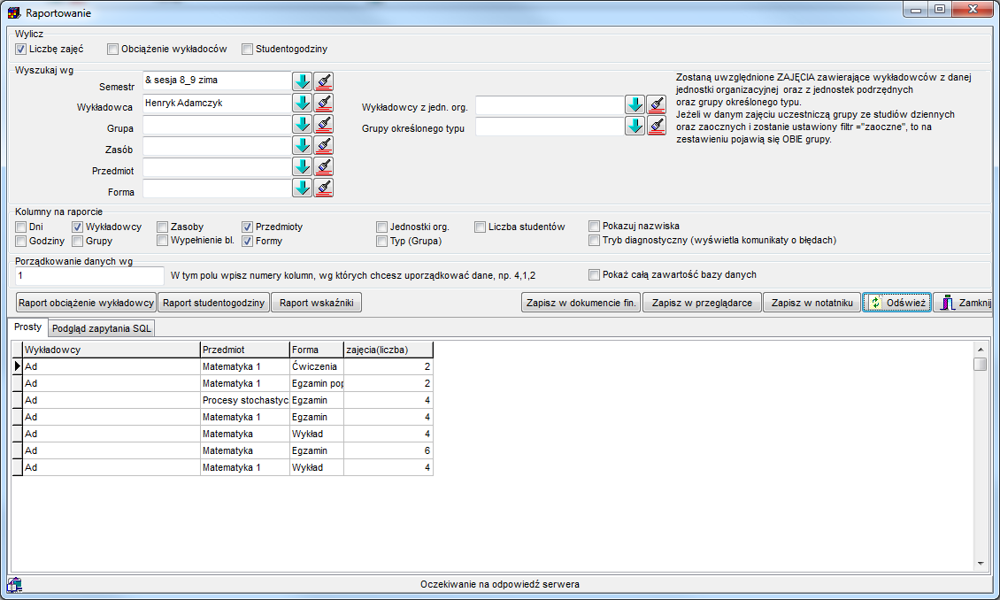 Raportowanie
Wylicz
Liczbę zajęć Obciążenie wykładoców Studentogodziny
Wyszukaj wg
Semestr & sesja 8_9 zima
Wykładowca Henryk Adamczyk
Grupa
Zasób
Przedmiot
Forma
Wykładowcy z jedn. org.
Grupy określonego typu
Zostaną uwzględnione ZAJĘCIA zawierające wykładowców z danej
jednostki organizacyjnej oraz z jednostek podrzędnych
oraz grupy określonego typu.
Jeżeli w danym zajęciu uczestniczą grupy ze studiów dziennych
oraz zaocznych i zostanie ustawiony filtr ="zaoczne", to na
zestawieniu pojawią się OBIE grupy.
Kolumny na raporcie
Dni Wykładowcy Zasoby Przedmioty Jednostki org. Liczba studentów Pokazuj nazwiska
Godziny Grupy Wypełnienie bl. Formy Typ (Grupa) Tryb diagnostyczny (wyświetla komunikaty o błędach)
Porządkowanie danych wg
1 W tym polu wpisz numery kolumn, wg których chcesz uporządkować dane, np. 4,1,2 Pokaż całą zawartość bazy danych
Raport obciążenie wykładowcy Raport studentogodziny Raport wskaźniki Zapisz w dokumencie fin. Zapisz w przeglądarce Zapisz w notatniku Odśwież Zamknij
Prosty Podgląd zapytania SQL
Wykładowcy Przedmiot Forma zajęcia(liczba)
Ad Matematyka 1 Ćwiczenia 2
Ad Matematyka 1 Egzamin pop 2
Ad Procesy stochastyc Egzamin 4
Ad Matematyka 1 Egzamin 4
Ad Matematyka Wykład 4
Ad Matematyka Egzamin 6
Ad Matematyka 1 Wykład 4
Oczekiwanie na odpowiedź serwera